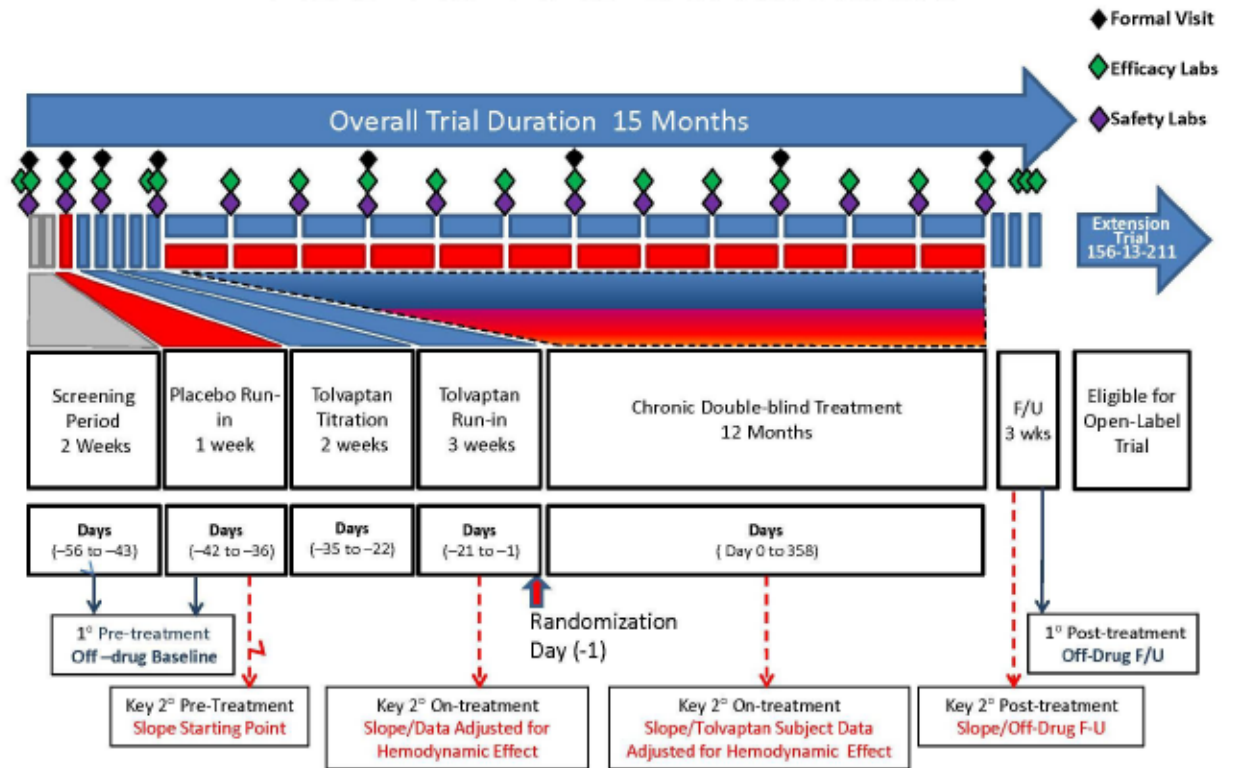 Formal Visit
Efficacy Labs
Safety Labs
Overall Trial Duration 15 Months
Extension
Trial
156-13-211
Screening
Period
2 Weeks
Placebo Run-
in
1 week
Tolvaptan
Titration
2 weeks
Tolvaptan
Run-in
3 weeks
Chronic Double-blind Treatment
12 Months
F/U
3 wks
Eligible for
Open-Label
Trial
Days
(–56 to –43)
Days
(–42 to –36)
Days
(–35 to –22)
Days
(–21 to –1)
Days
( Day 0 to 358)
Randomization
Day (-1)
1° Pre-treatment
Off –drug Baseline
1° Post-treatment
Off-Drug F/U
Key 2° Pre-Treatment
Slope Starting Point
Key 2° On-treatment
Slope/Data Adjusted for
Hemodynamic Effect
Key 2° On-treatment
Slope/Tolvaptan Subject Data
Adjusted for Hemodynamic Effect
Key 2° Post-treatment
Slope/Off-Drug F-U